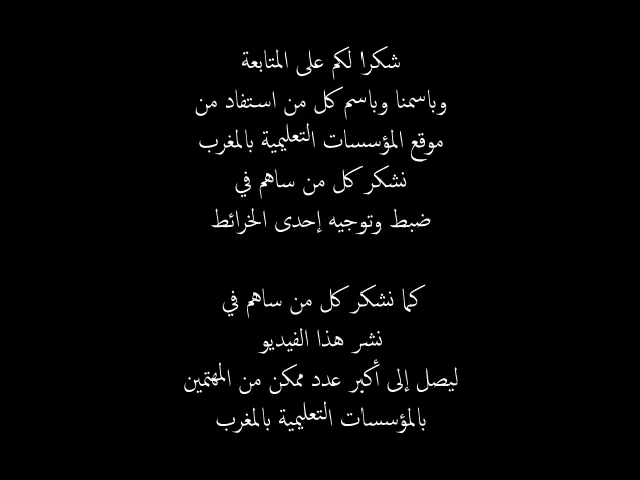 شكرا لكم على المتابعة
وباسمنا وباسم كل من استفاد من
موقع المؤسسات التعليمية بالمغرب
نشكر كل من ساهم في
ضبط وتوجيه إحدى الخرائط
كما نشكر كل من ساهم في
نشر هذا الفيديو
ليصل إلى أكبر عدد ممكن من المهتمين
بالمؤسسات التعليمية بالمغرب